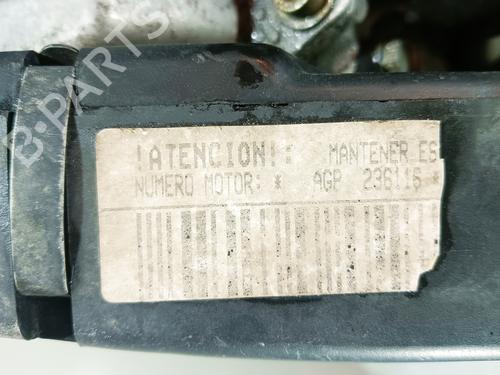 B-PARTS
!ATENCION!: MANTENER ES
NUMERO MOTOR: * AGP 236116 *